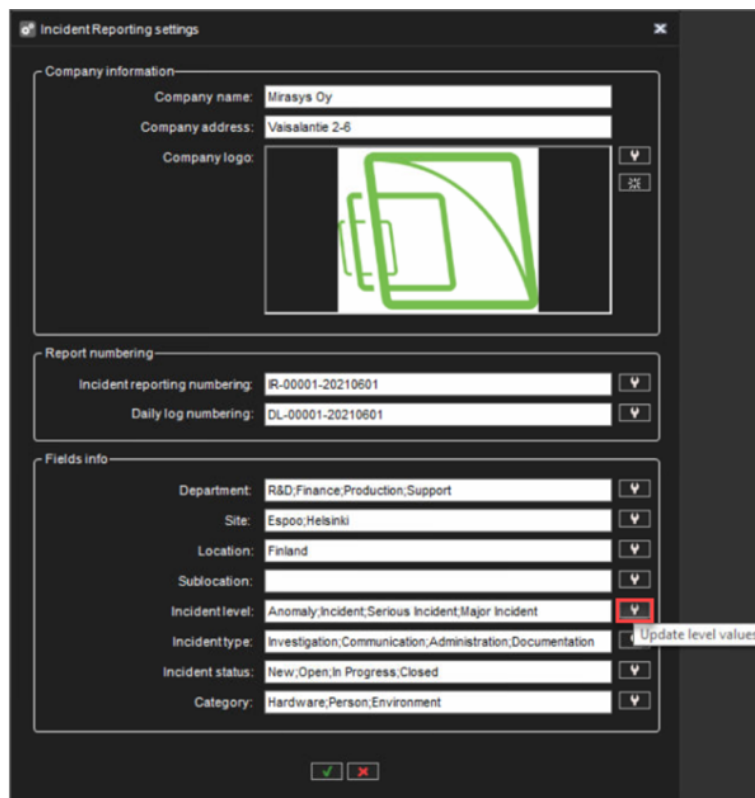 Incident Reporting settings
Company information
Company name: Mirasys Oy
Company address: Vaisalantie 2-6
Company logo:
Report numbering
Incident reporting numbering: IR-00001-20210601
Daily log numbering: DL-00001-20210601
Fields info
Department: R&D;Finance;Production;Support
Site: Espoo;Helsinki
Location: Finland
Sublocation:
Incident level: Anomaly;Incident;Serious Incident;Major Incident
Update level values
Incident type: Investigation;Communication;Administration;Documentation
Incident status: New;Open;In Progress;Closed
Category: Hardware;Person;Environment